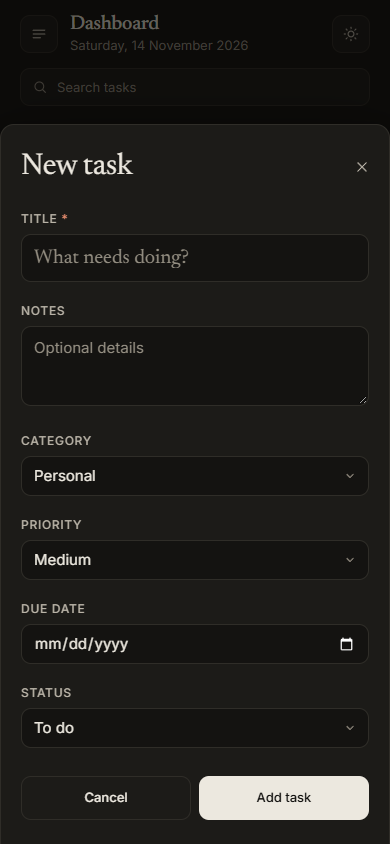 Dashboard
Saturday, 14 November 2026
Search tasks
New task
TITLE *
What needs doing?
NOTES
Optional details
CATEGORY
Personal
PRIORITY
Medium
DUE DATE
mm/dd/yyyy
STATUS
To do
Cancel
Add task